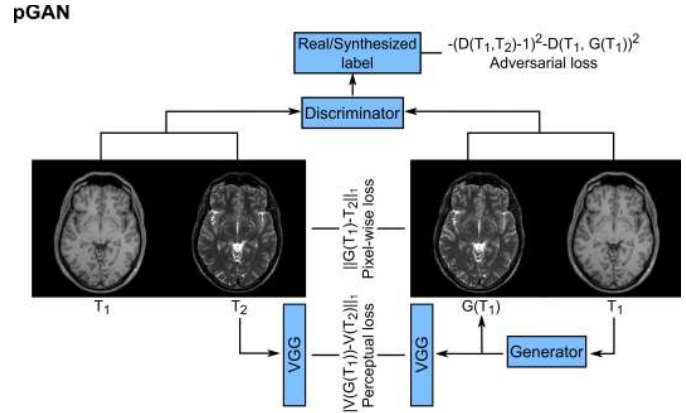 pGAN
Real/Synthesized
label
-(D(T₁,T₂)-1)²-D(T₁, G(T₁))²
Adversarial loss
Discriminator
||G(T₁)-T₂||₁
Pixel-wise loss
T₁
T₂
G(T₁)
T₁
VGG
|V(G(T₁))-V(T₂)||₁
Perceptual loss
VGG
Generator